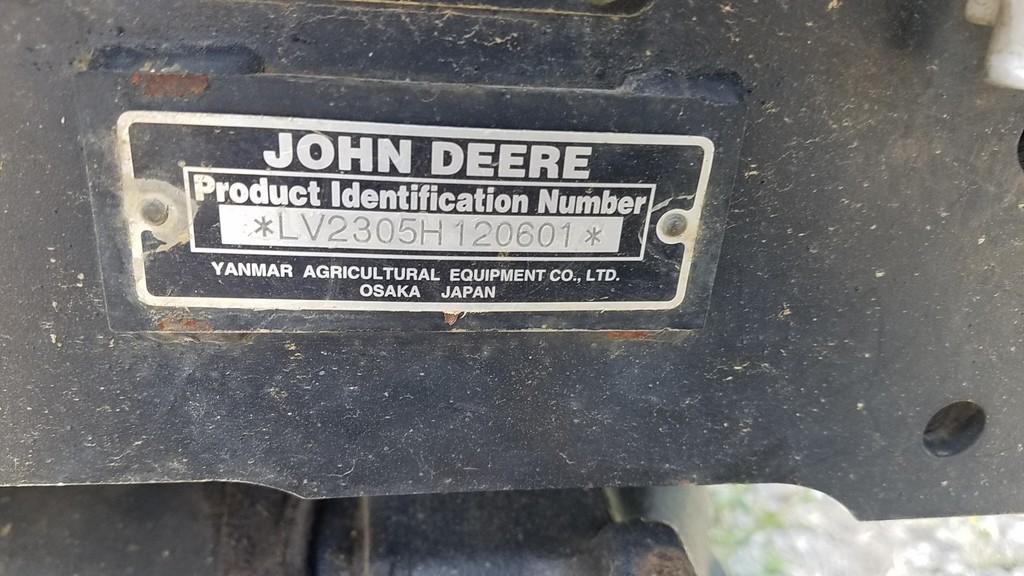 JOHN DEERE
Product Identification Number
*LV2305H120601*
YANMAR AGRICULTURAL EQUIPMENT CO., LTD.
OSAKA JAPAN